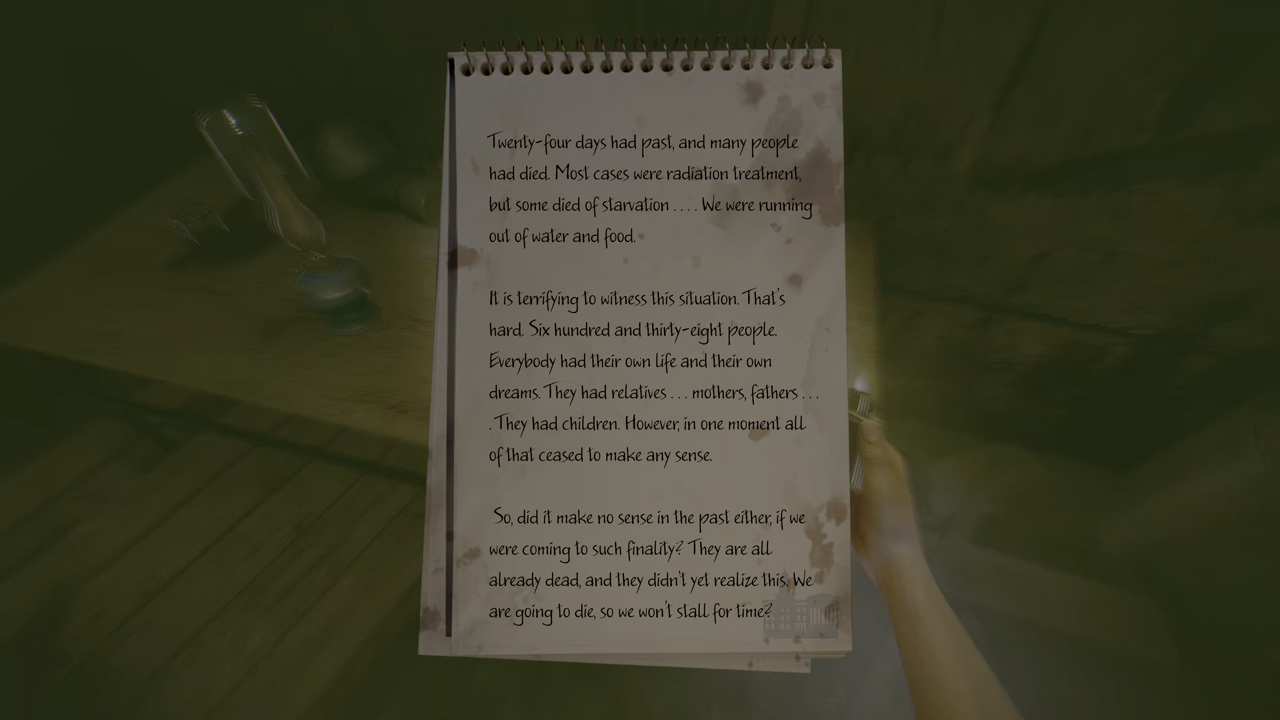 Twenty-four days had past, and many people
had died. Most cases were radiation treatment,
but some died of starvation . . . . We were running
out of water and food.
It is terrifying to witness this situation. That's
hard. Six hundred and thirty-eight people.
Everybody had their own life and their own
dreams. They had relatives . . . mothers, fathers . . .
. They had children. However, in one moment all
of that ceased to make any sense.
So, did it make no sense in the past either, if we
were coming to such finality? They are all
already dead, and they didn't yet realize this. We
are going to die, so we won't stall for time?